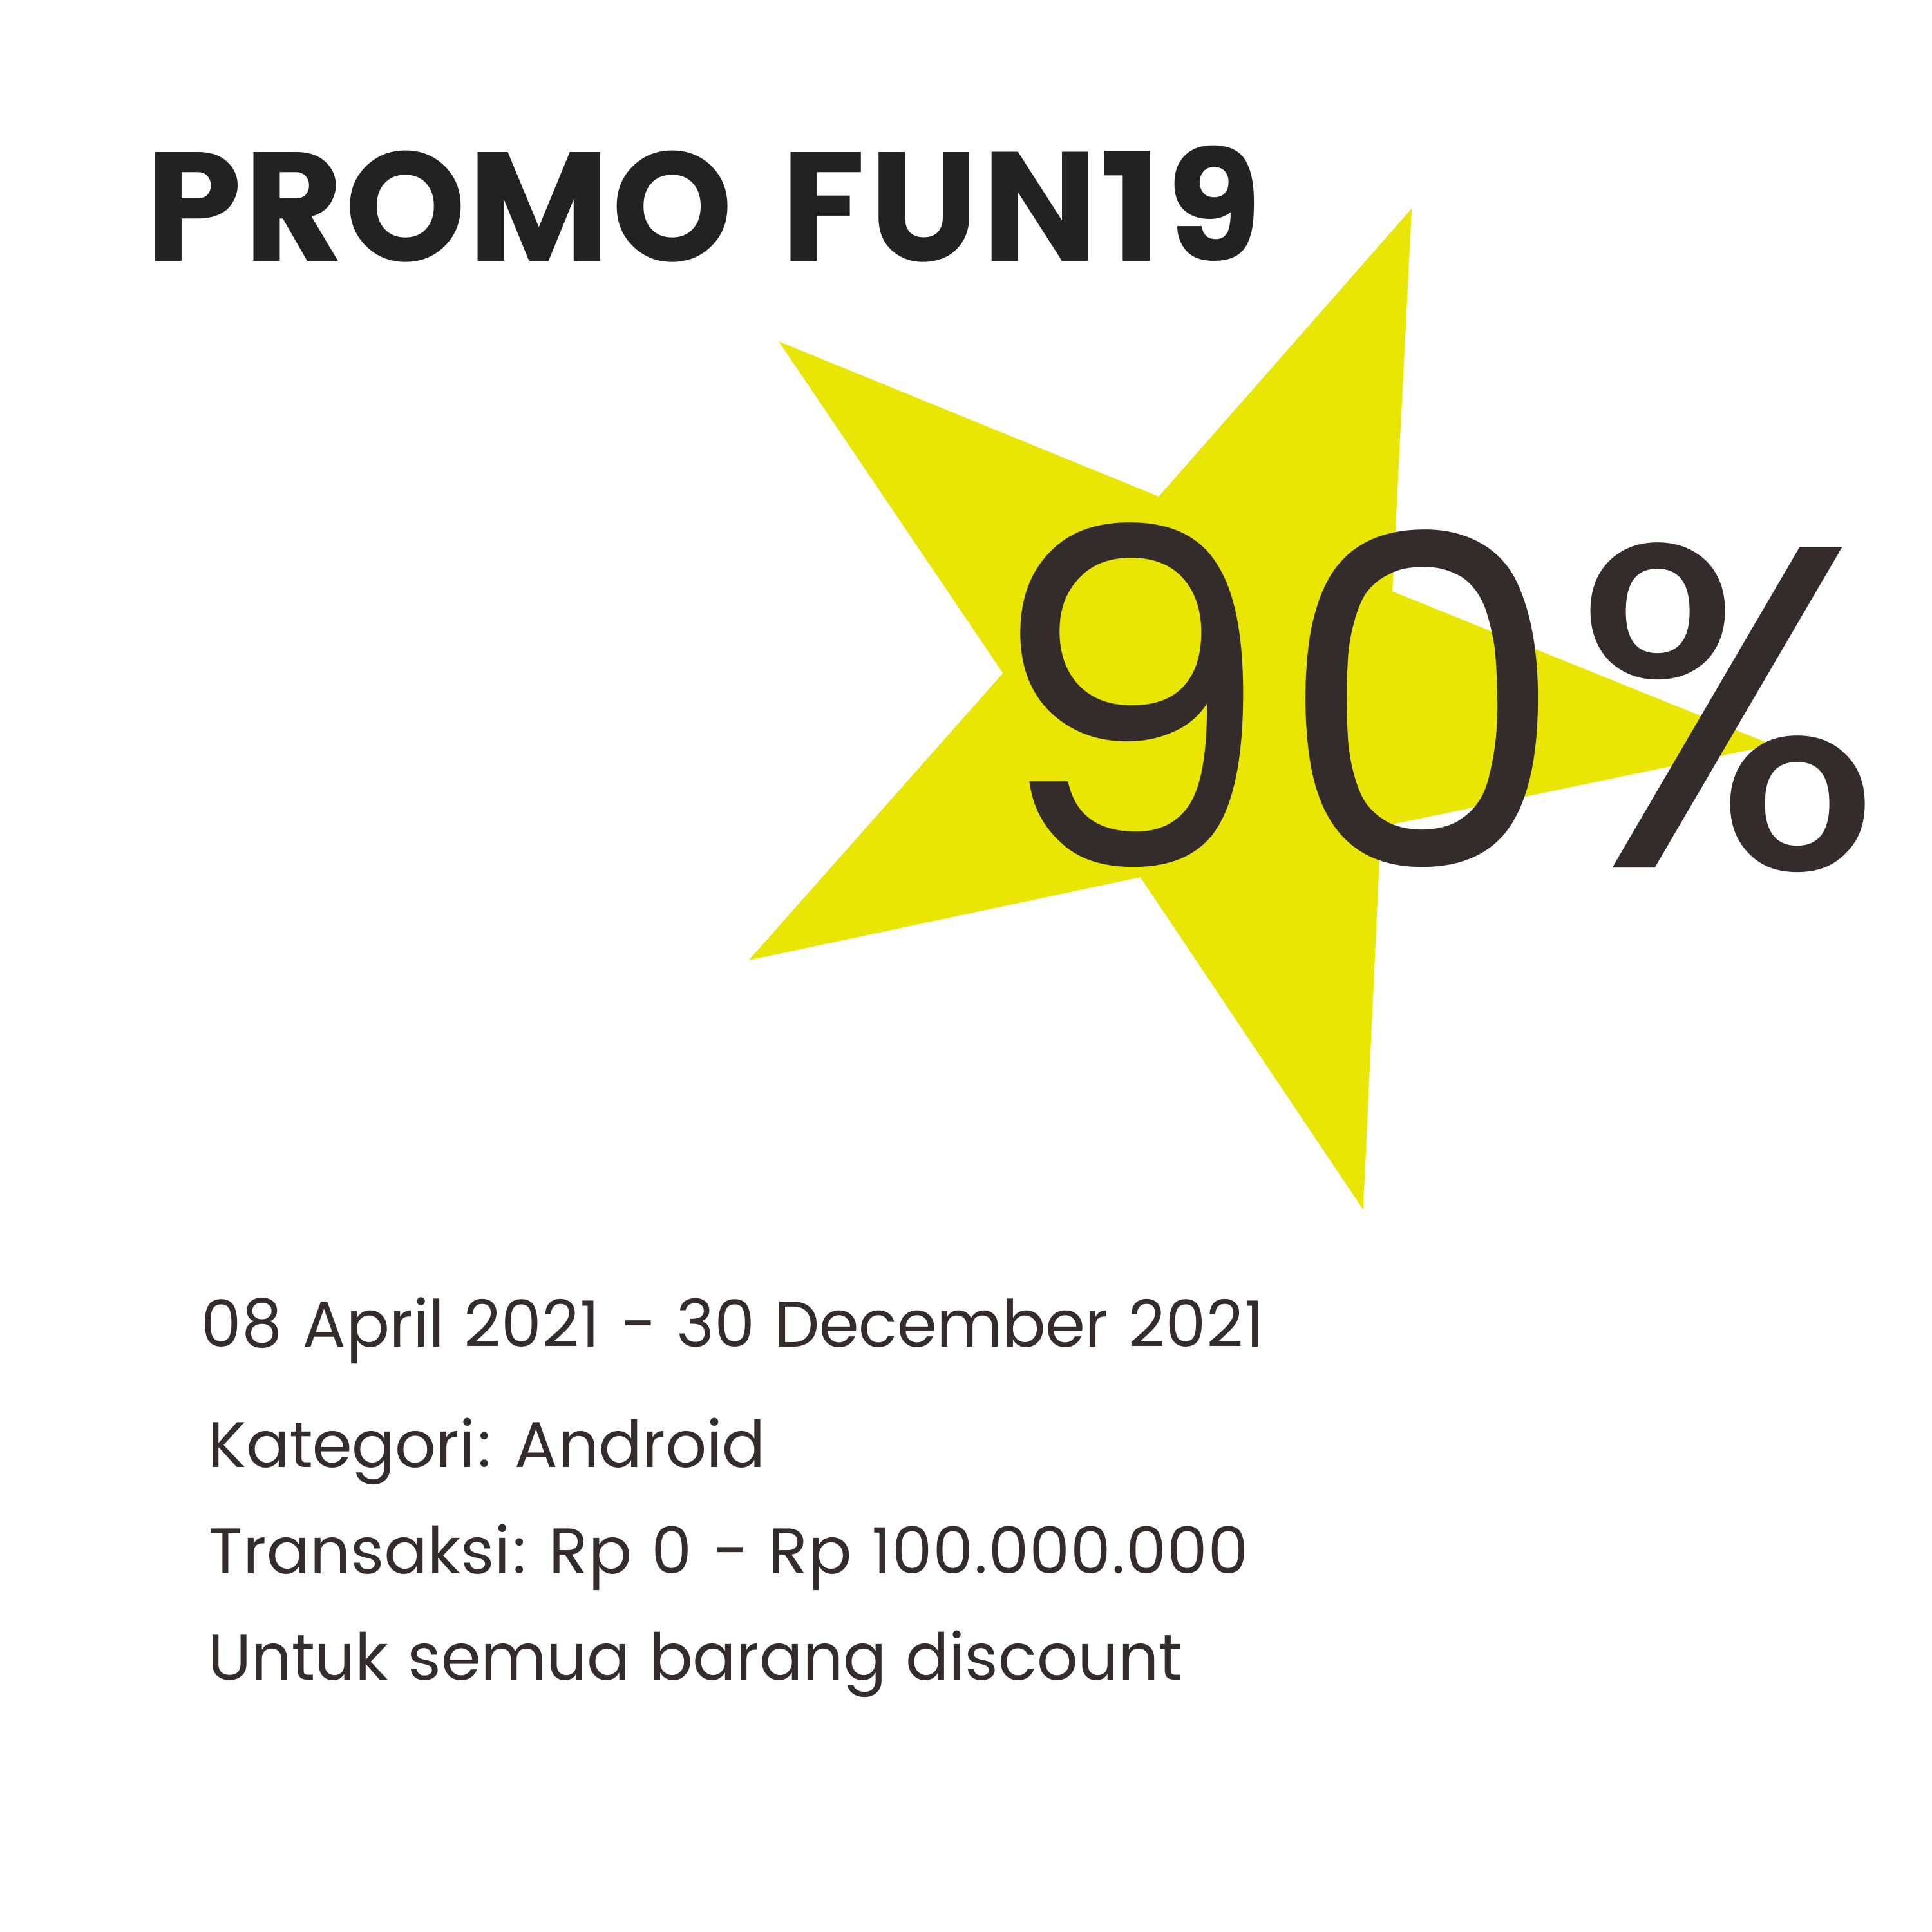 PROMO FUN19
90%
08 April 2021 – 30 December 2021
Kategori: Android
Transaksi: Rp 0 - Rp 100.000.000
Untuk semua barang discount